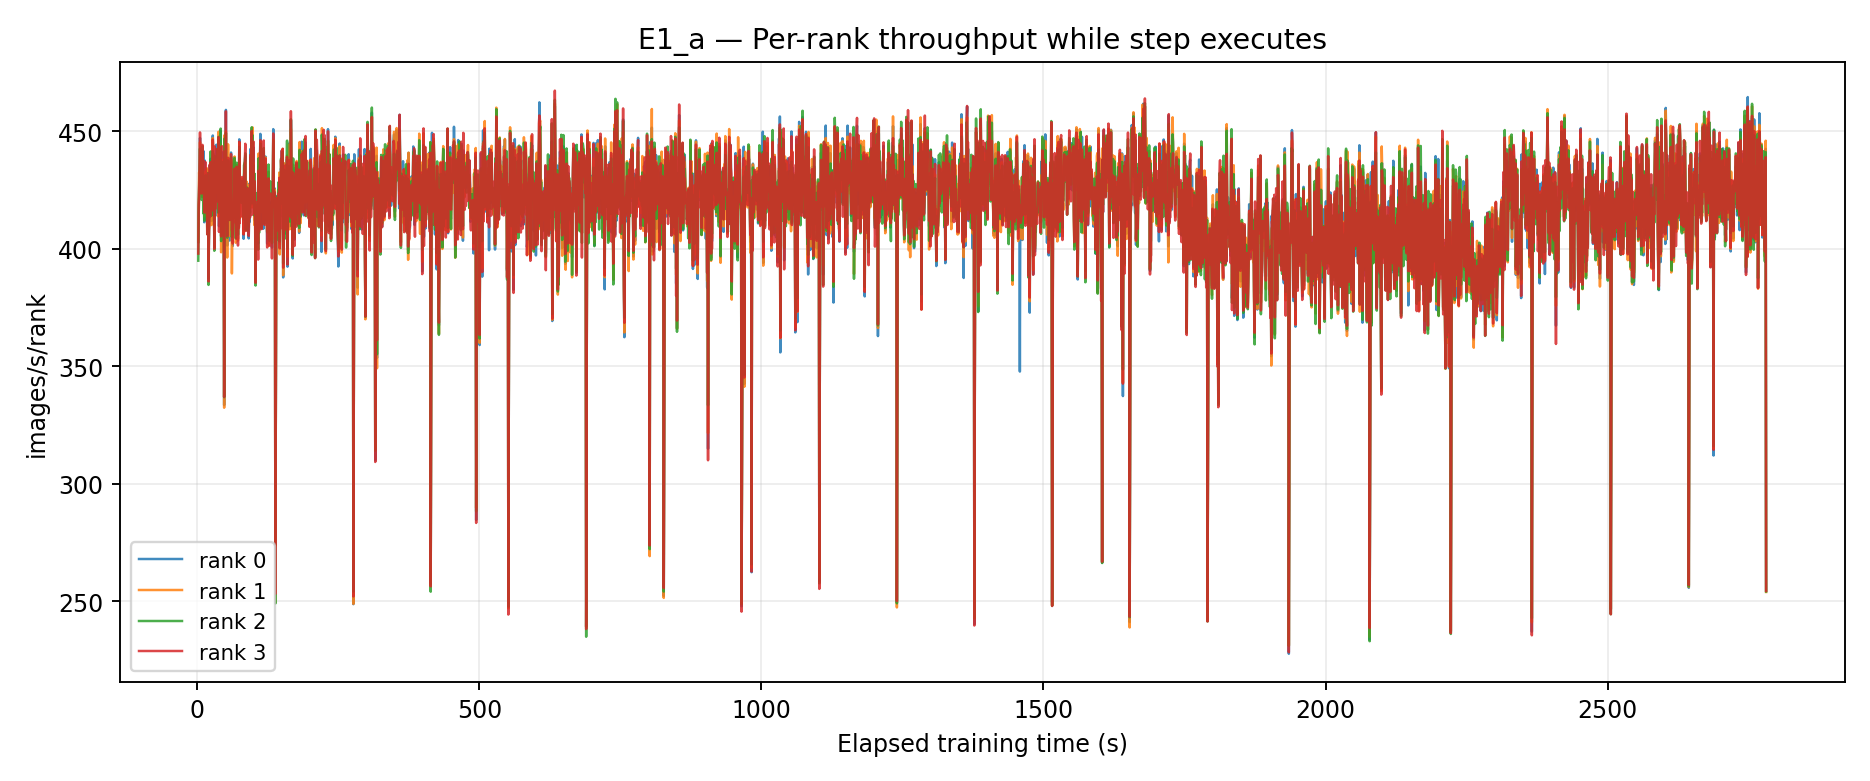 E1_a — Per-rank throughput while step executes
images/s/rank
450
400
350
300
250
rank 0
rank 1
rank 2
rank 3
0
500
1000
1500
2000
2500
Elapsed training time (s)